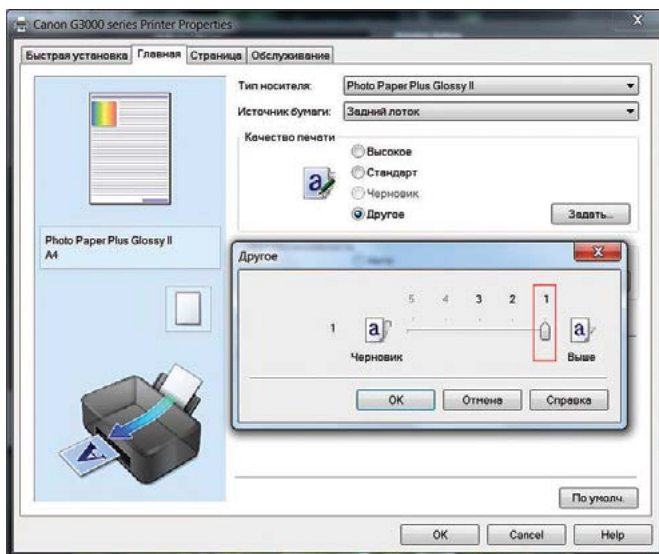 Canon G3000 series Printer Properties
X
Быстрая установка Главная Страница Обслуживание
Тип носителя: Photo Paper Plus Glossy II
Источник бумаги: Задний лоток
Качество печати
Высокое
Стандарт
Черновик
Другое
Задать...
Photo Paper Plus Glossy II
A4
Другое
5 4 3 2 1
1
a a
Черновик Выше
OK Отмена Справка
По умолч.
OK Cancel Help